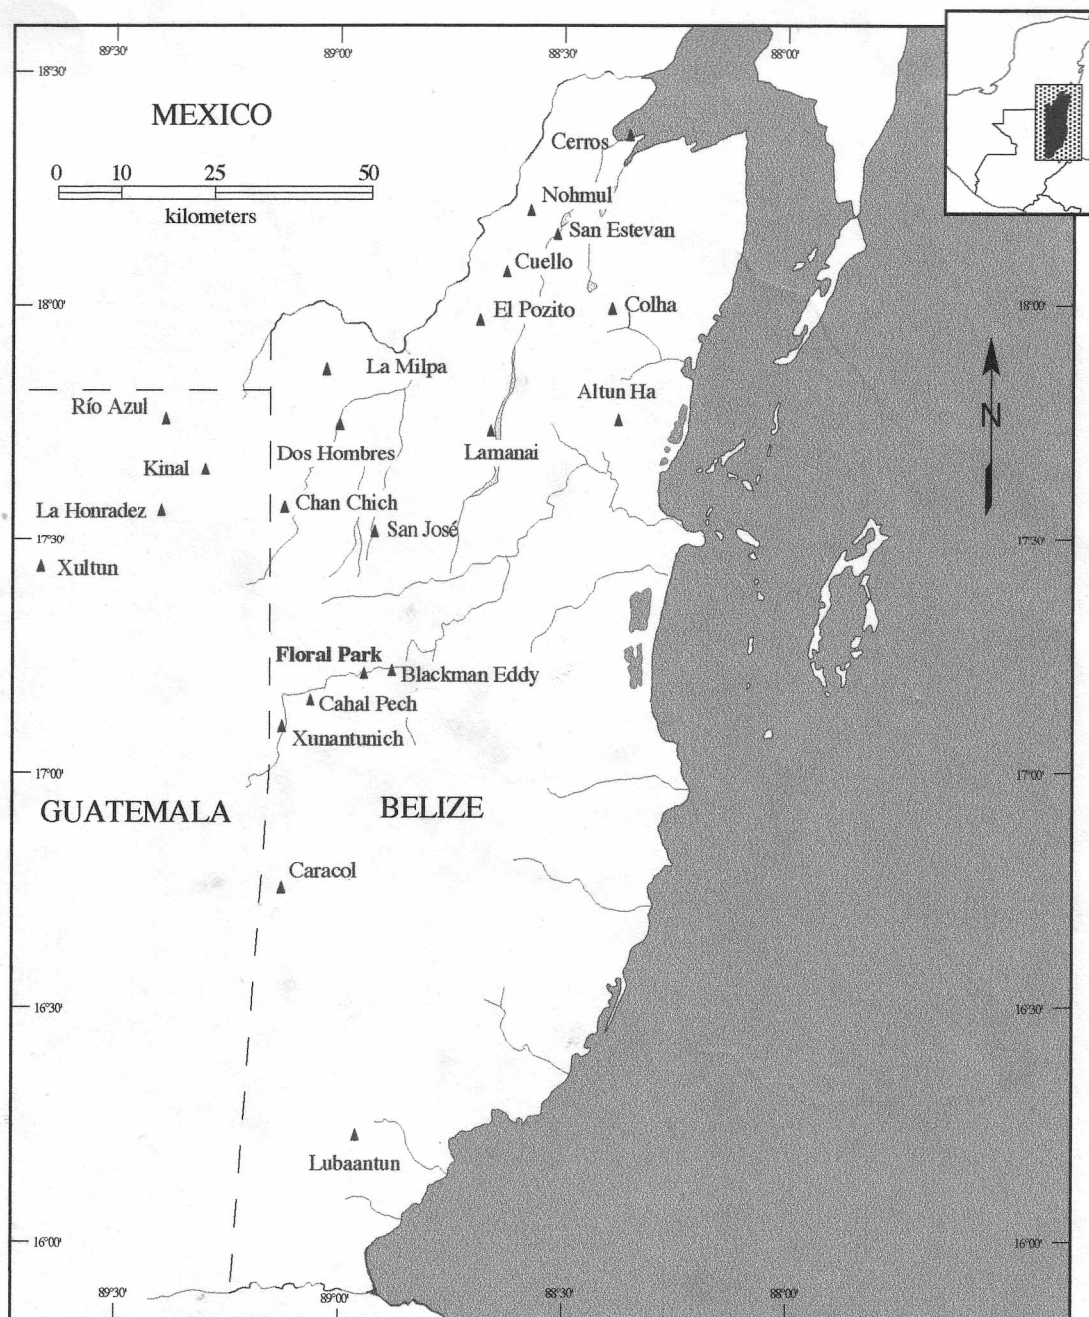 89°30'
89°00'
88°30'
88°00'
18°30'
MEXICO
0 10 25 50
kilometers
Cerros
Nohmul
San Estevan
Cuello
18°00'
El Pozito
Colha
18°00'
La Milpa
Río Azul
Altun Ha
N
Dos Hombres
Lamanai
Kinal
Chan Chich
La Honradez
San José
17°30'
17°30'
Xultun
Floral Park
Blackman Eddy
Cahal Pech
Xunantunich
17°00'
17°00'
GUATEMALA
BELIZE
Caracol
16°30'
16°30'
Lubaantun
16°00'
16°00'
89°30'
89°00'
88°30'
88°00'